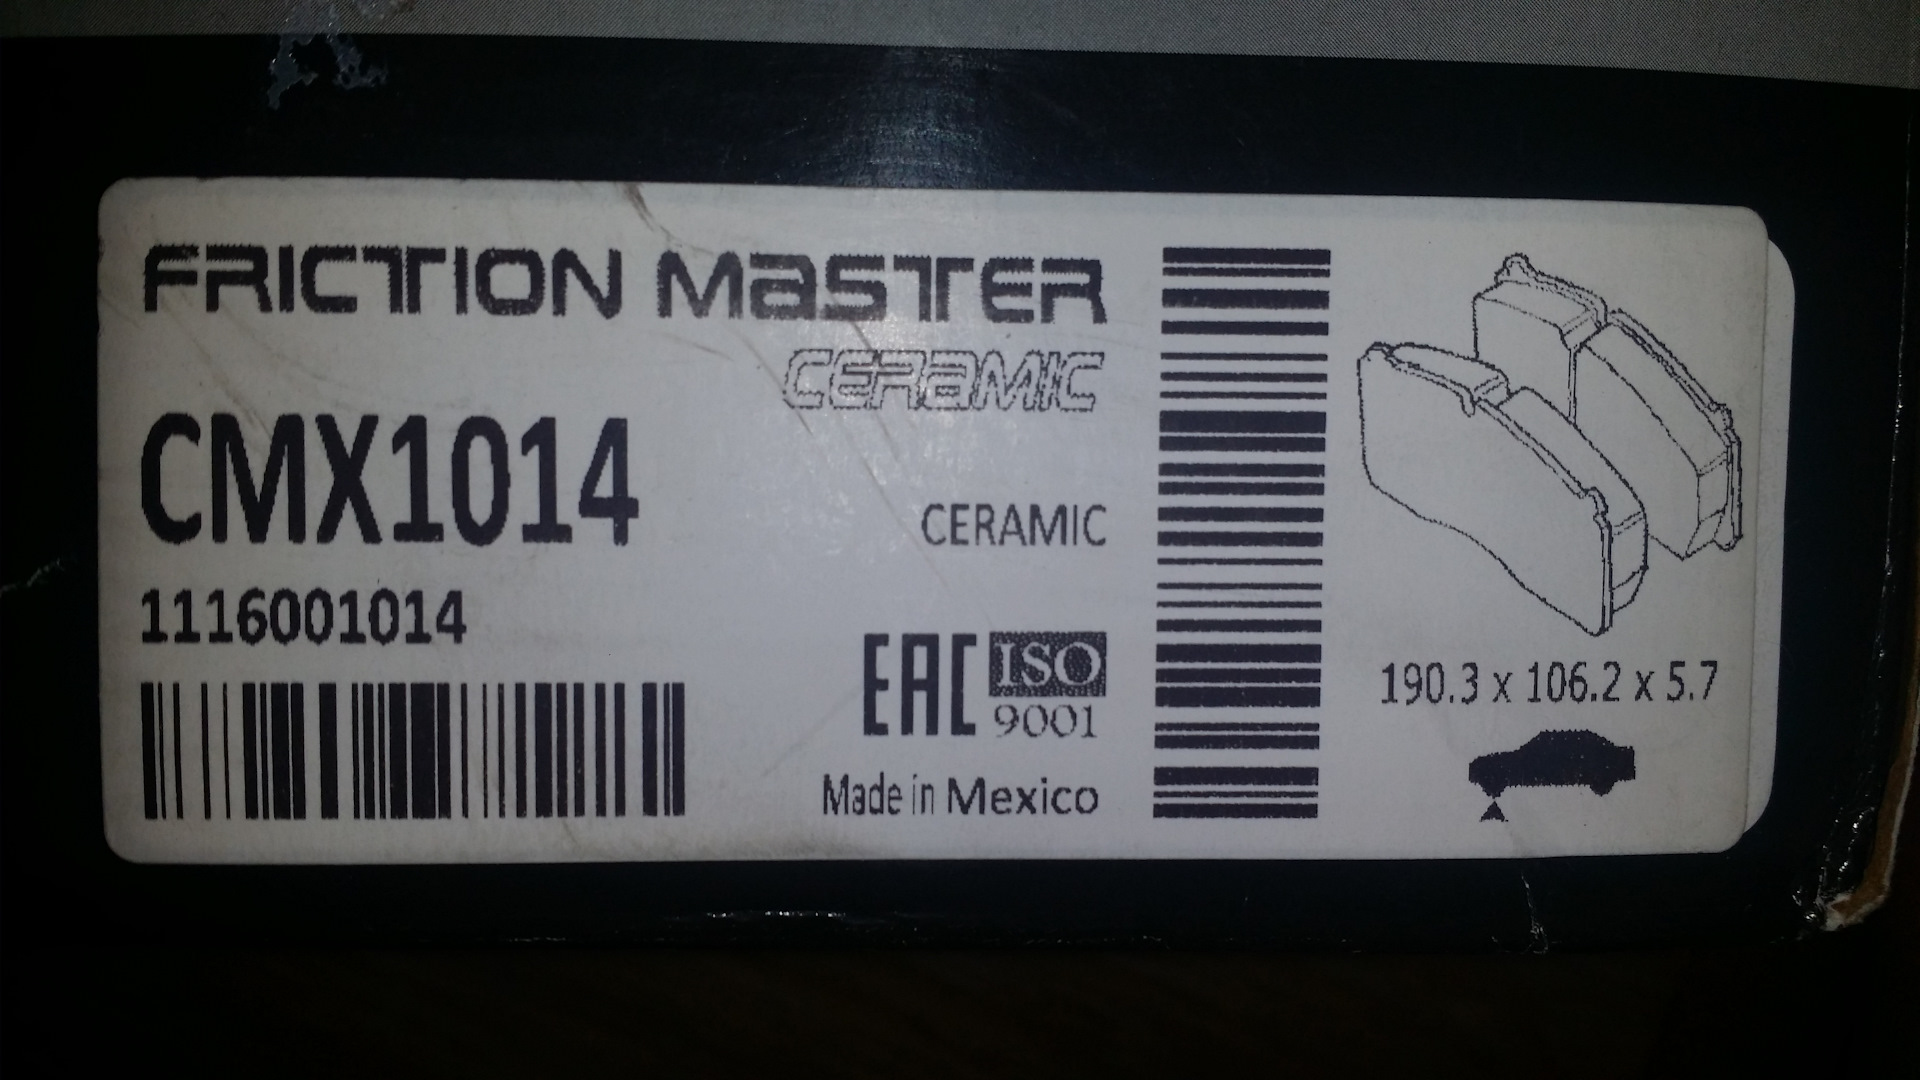 FRICTION MASTER
CERAMIC
CMX1014
CERAMIC
1116001014
EAC ISO 9001
Made in Mexico
190.3 x 106.2 x 5.7